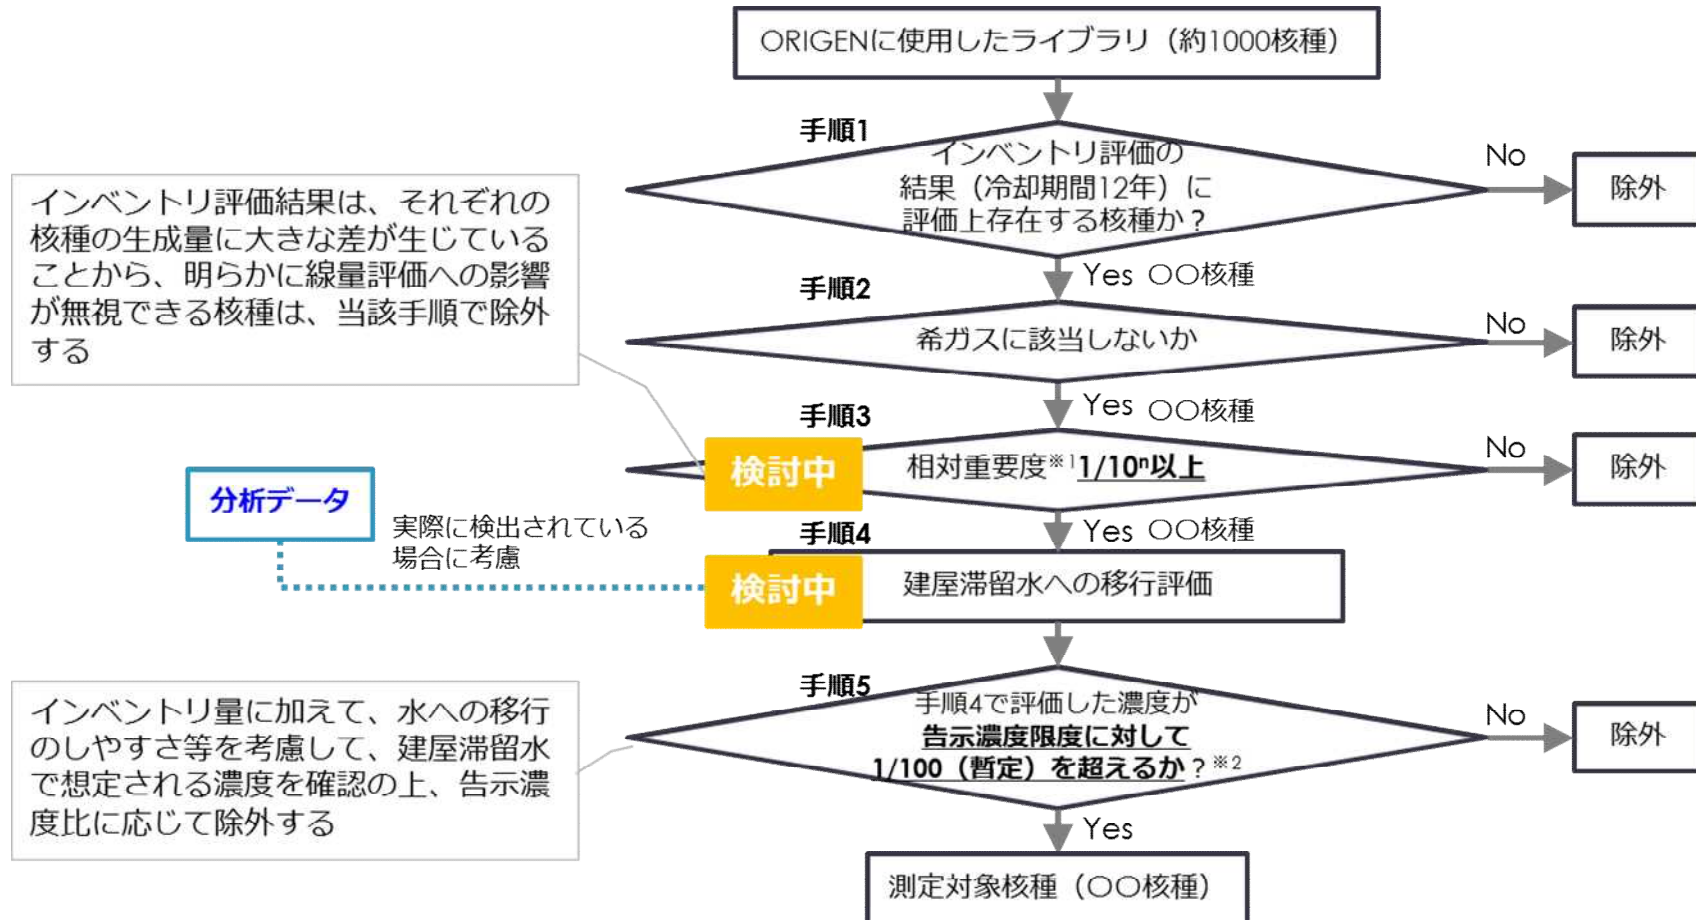 ORIGENに使用したライブラリ（約1000核種）
手順1
インベントリ評価の
結果（冷却期間12年）に
評価上存在する核種か？
No
除外
Yes ○○核種
インベントリ評価結果は、それぞれの
核種の生成量に大きな差が生じている
ことから、明らかに線量評価への影響
が無視できる核種は、当該手順で除外
する
手順2
希ガスに該当しないか
No
除外
Yes ○○核種
手順3
検討中
相対重要度※1 1/10ⁿ以上
No
除外
Yes ○○核種
分析データ
実際に検出されている
場合に考慮
手順4
検討中
建屋滞留水への移行評価
手順5
手順4で評価した濃度が
告示濃度限度に対して
1/100（暫定）を超えるか？※2
No
除外
Yes
インベントリ量に加えて、水への移行
のしやすさ等を考慮して、建屋滞留水
で想定される濃度を確認の上、告示濃
度比に応じて除外する
測定対象核種（○○核種）